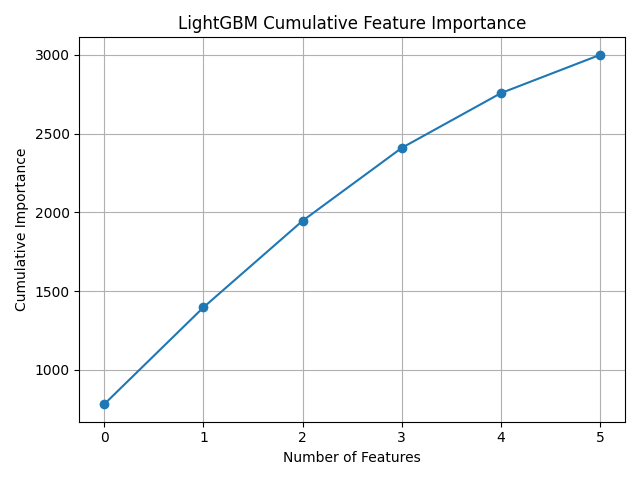 LightGBM Cumulative Feature Importance
3000
2500
2000
1500
1000
Cumulative Importance
0 1 2 3 4 5
Number of Features